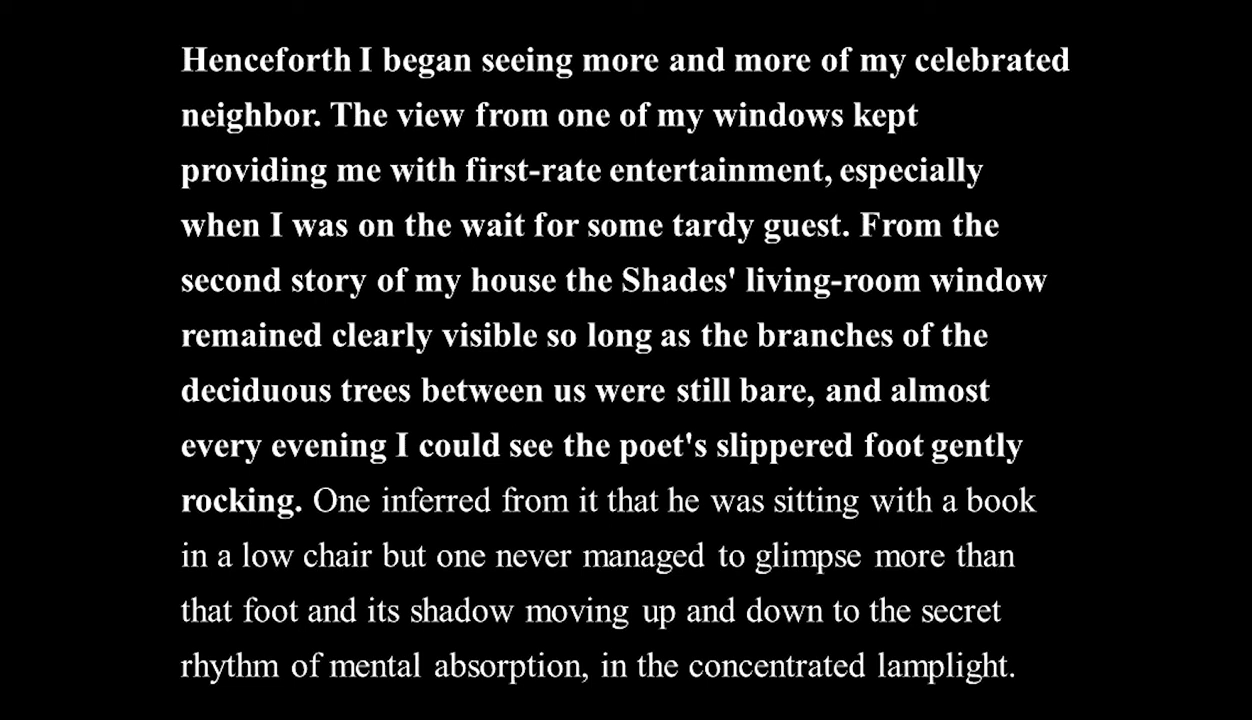 Henceforth I began seeing more and more of my celebrated
neighbor. The view from one of my windows kept
providing me with first-rate entertainment, especially
when I was on the wait for some tardy guest. From the
second story of my house the Shades' living-room window
remained clearly visible so long as the branches of the
deciduous trees between us were still bare, and almost
every evening I could see the poet's slippered foot gently
rocking. One inferred from it that he was sitting with a book
in a low chair but one never managed to glimpse more than
that foot and its shadow moving up and down to the secret
rhythm of mental absorption, in the concentrated lamplight.